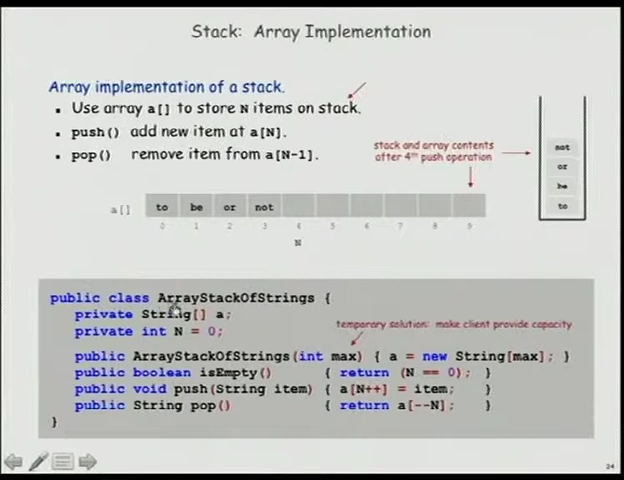 Stack: Array Implementation
Array implementation of a stack.
▪ Use array a[] to store N items on stack.
▪ push() add new item at a[N].
▪ pop() remove item from a[N-1].
stack and array contents
after 4th push operation
not
or
be
to
a[] to be or not
0 1 2 3 4 5 6 7 8 9
N
public class ArrayStackOfStrings {
private String[] a;
private int N = 0;
temporary solution: make client provide capacity
public ArrayStackOfStrings(int max) { a = new String[max]; }
public boolean isEmpty() { return (N == 0); }
public void push(String item) { a[N++] = item; }
public String pop() { return a[--N]; }
}
24